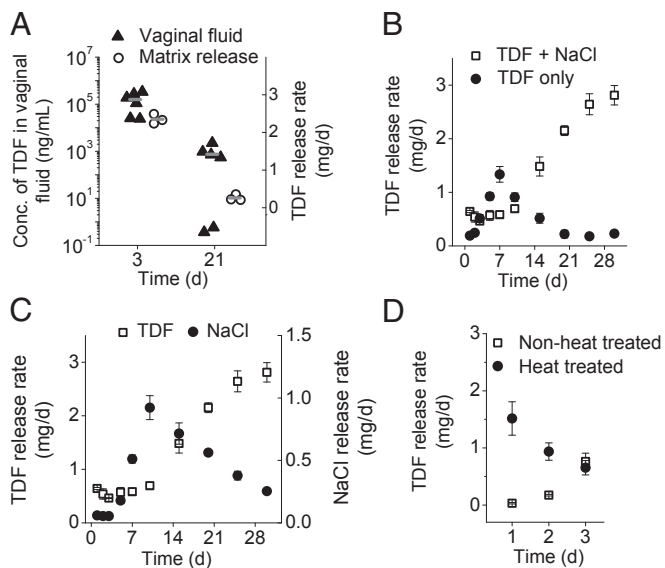 A
▲ Vaginal fluid
○ Matrix release
Conc. of TDF in vaginal
fluid (ng/mL)
10^7
10^5
10^3
10^1
10^-1
3
2
1
0
TDF release rate
(mg/d)
3
21
Time (d)
B
□ TDF + NaCl
● TDF only
TDF release rate
(mg/d)
3
2
1
0
0
7
14
21
28
Time (d)
C
□ TDF ● NaCl
TDF release rate
(mg/d)
3
2
1
0
1.5
1.0
0.5
0.0
NaCl release rate
(mg/d)
0
7
14
21
28
Time (d)
D
□ Non-heat treated
● Heat treated
TDF release rate
(mg/d)
3
2
1
0
1
2
3
Time (d)